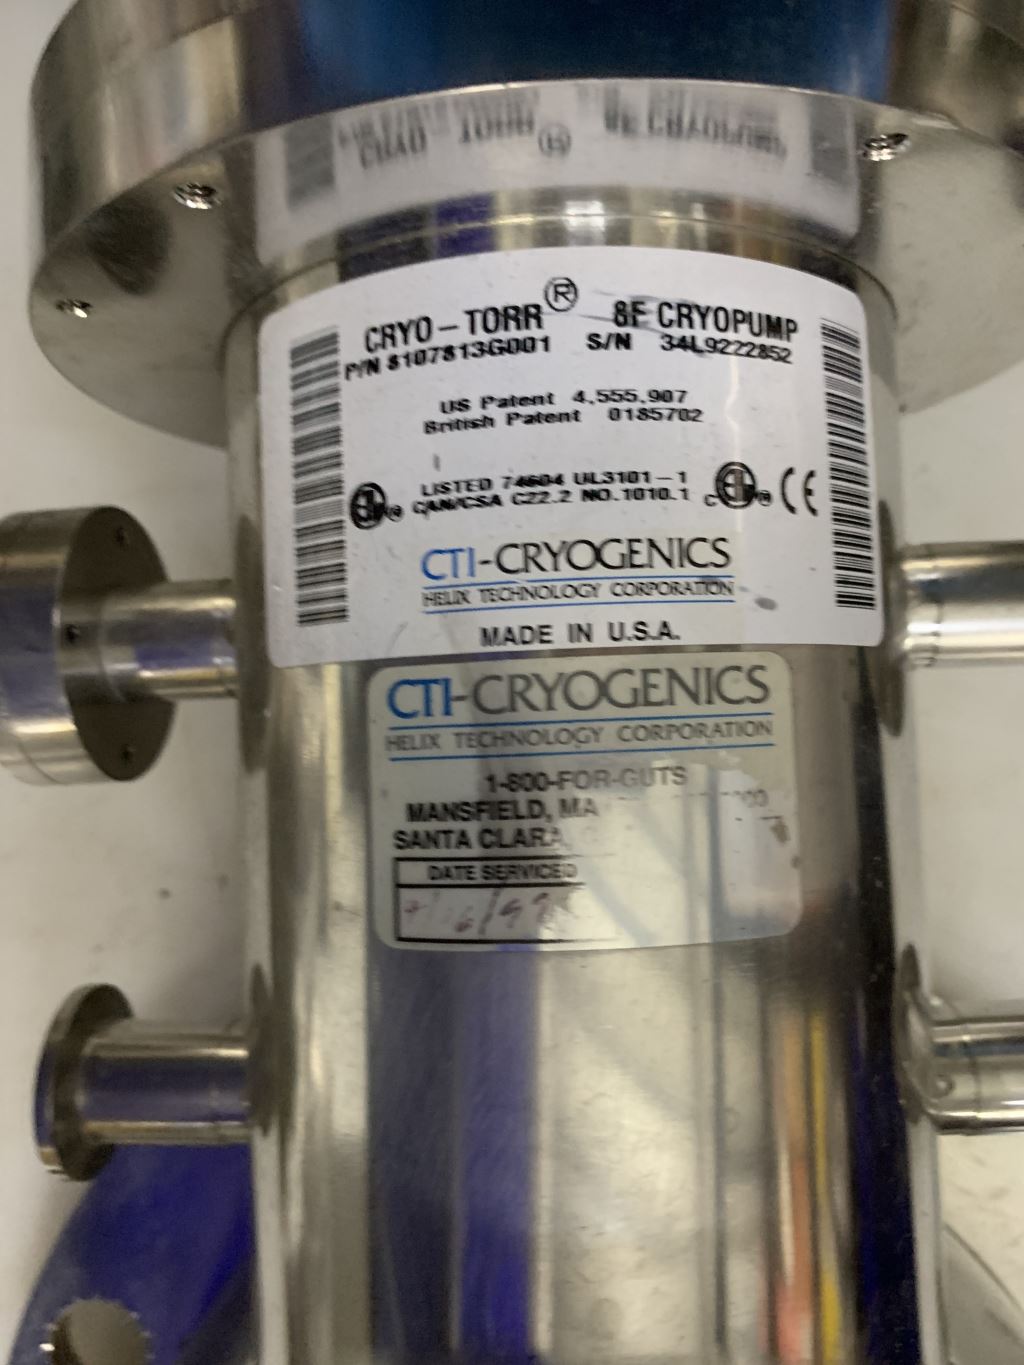 CRYO-TORR® 8F CRYOPUMP
P/N 8107813G001 S/N 34L9222852
US Patent 4,555,907
British Patent 0185702
LISTED 74604 UL3101-1
CAN/CSA C22.2 NO.1010.1
CTI-CRYOGENICS
HELIX TECHNOLOGY CORPORATION
MADE IN U.S.A.
CTI-CRYOGENICS
HELIX TECHNOLOGY CORPORATION
1-800-FOR-GUTS
MANSFIELD, MA
SANTA CLARA,
DATE SERVICED